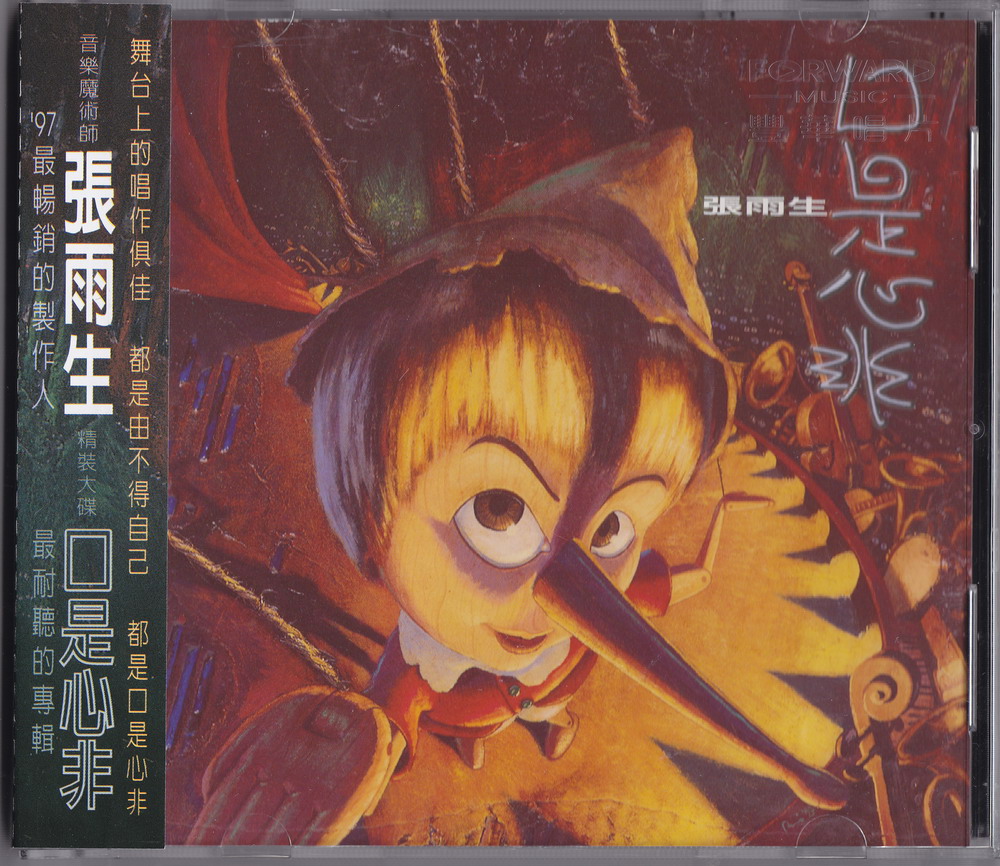 舞台上的唱作俱佳 都是由不得自己 都是口是心非
音樂魔術師 張雨生 精裝大碟 口是心非
'97最暢銷的製作人 最耐聽的專輯
FORWARD
MUSIC
豐華唱片
口是心非
張雨生